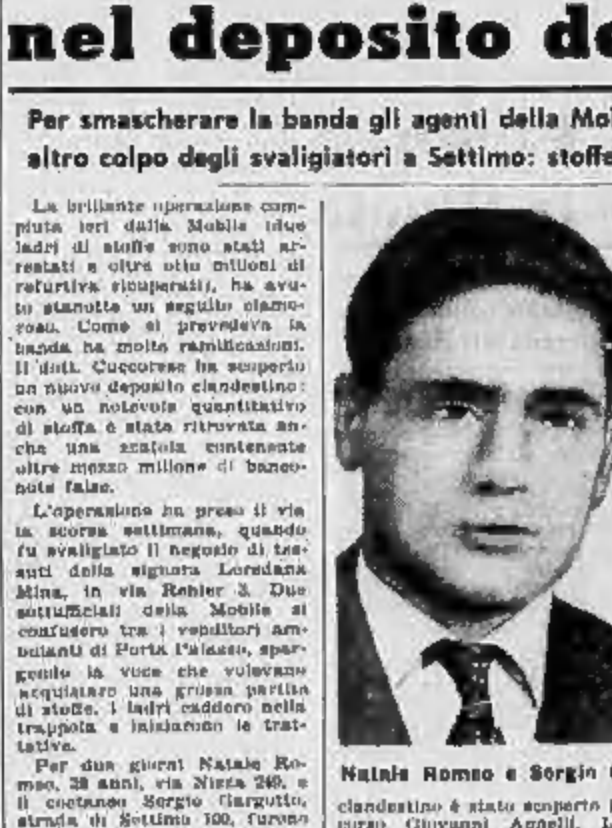 nel deposito de
Per smascherare la banda gli agenti della Mo
altro colpo degli svaligiatori a Settimo: stoffe
La brillante operazione com-
piuta ieri dalla Mobile (due
ladri di stoffe sono stati ar-
restati e oltre otto milioni di
refurtiva ricuperati), ha avu-
to stanotte un seguito clamo-
roso. Come si prevedeva la
banda ha molte ramificazioni.
Il dott. Cuccorese ha scoperto
un nuovo deposito clandestino:
con un notevole quantitativo
di stoffa è stata ritrovata an-
che una scatola contenente
oltre mezzo milione di banco-
note false.
L'operazione ha preso il via
la scorsa settimana, quando
fu svaligiato il negozio di tes-
suti della signora Loredana
Mina, in via Rehler 3. Due
sottufficiali della Mobile si
confusero tra i venditori am-
bulanti di Porta Palazzo, spar-
gendo la voce che volevano
acquistare una grossa partita
di stoffe. I ladri caddero nella
trappola e iniziarono le trat-
tative.
Per due giorni Natale Ro-
meo, 28 anni, via Nizza 249, e
il coetaneo Sergio Gargutto,
strada di Settimo 100, furono
Natale Romeo e Sergio
clandestino è stato scoperto
corso Giovanni Agnelli.